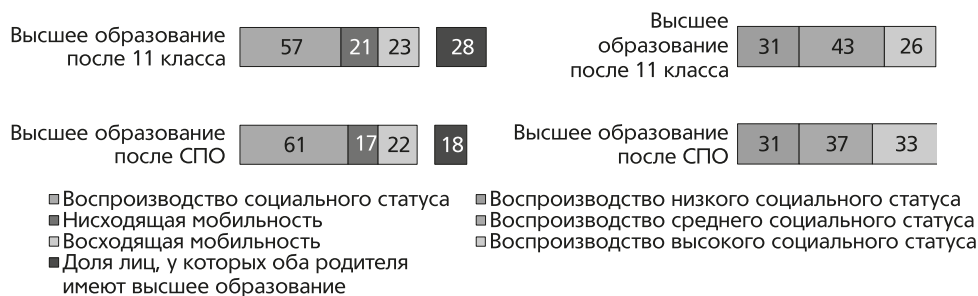 Высшее образование
после 11 класса
57 21 23 28
Высшее образование
после СПО
61 17 22 18
Воспроизводство социального статуса
Нисходящая мобильность
Восходящая мобильность
Доля лиц, у которых оба родителя
имеют высшее образование
Высшее
образование
после 11 класса
31 43 26
Высшее образование
после СПО
31 37 33
Воспроизводство низкого социального статуса
Воспроизводство среднего социального статуса
Воспроизводство высокого социального статуса